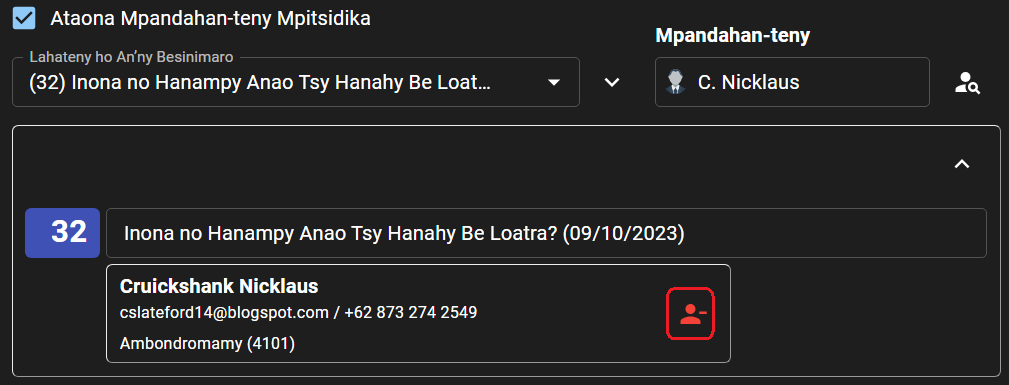 Ataona Mpandahan-teny Mpitsidika
Mpandahan-teny
Lahateny ho An’ny Besinimaro
(32) Inona no Hanampy Anao Tsy Hanahy Be Loat...
C. Nicklaus
32
Inona no Hanampy Anao Tsy Hanahy Be Loatra? (09/10/2023)
Cruickshank Nicklaus
cslateford14@blogspot.com / +62 873 274 2549
Ambondromamy (4101)